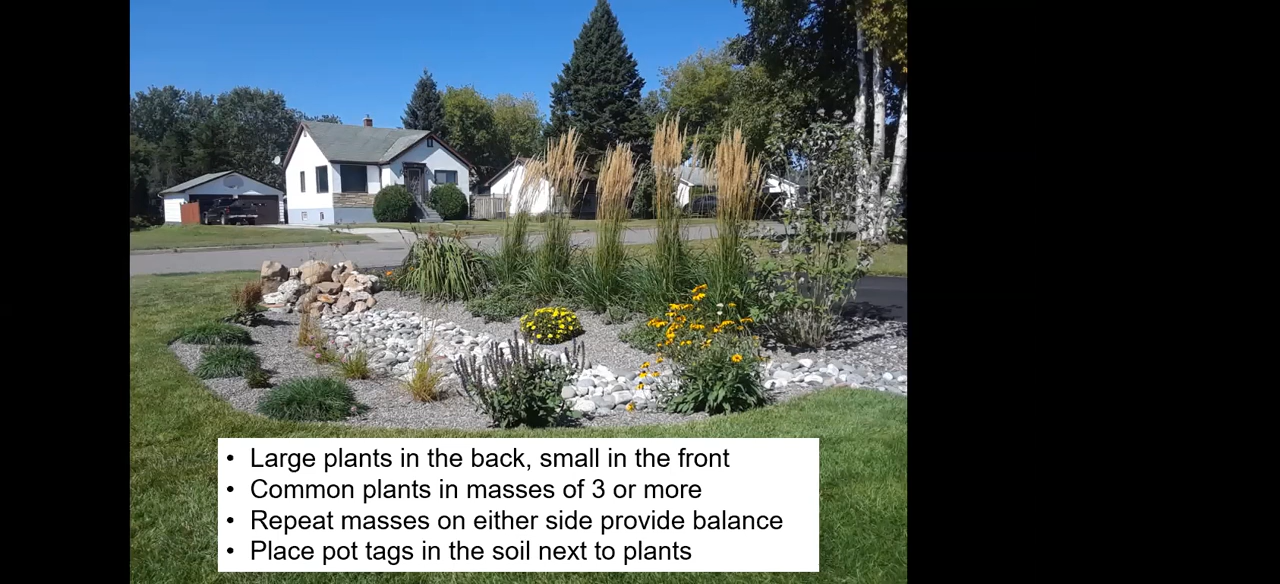 • Large plants in the back, small in the front
• Common plants in masses of 3 or more
• Repeat masses on either side provide balance
• Place pot tags in the soil next to plants